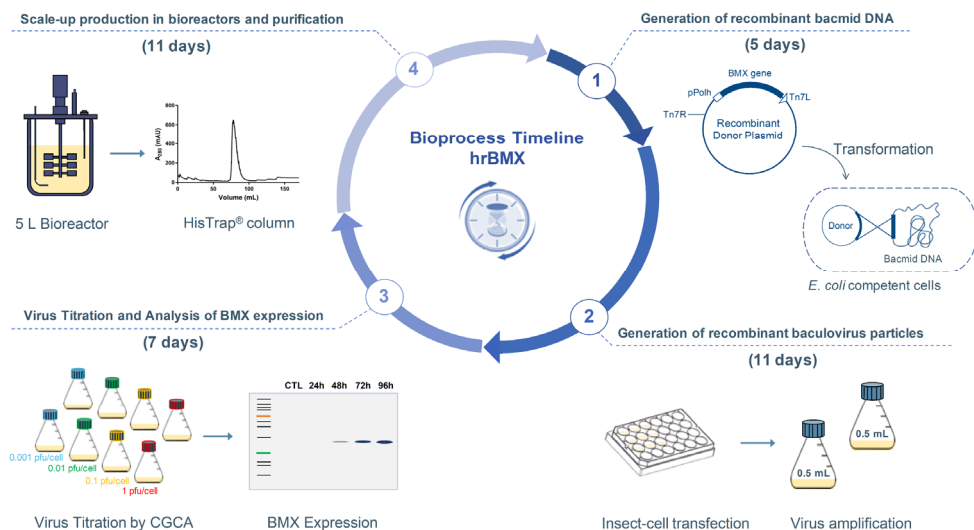 Scale-up production in bioreactors and purification
(11 days)
4
5 L Bioreactor
A280 (mAU)
800
600
400
200
0
0
50
100
150
Volume (mL)
HisTrap® column
Generation of recombinant bacmid DNA
(5 days)
1
BMX gene
pPolh
Tn7L
Tn7R
Recombinant
Donor Plasmid
Transformation
Donor
Bacmid DNA
E. coli competent cells
Bioprocess Timeline
hrBMX
Virus Titration and Analysis of BMX expression
(7 days)
3
0.001 pfu/cell
0.01 pfu/cell
0.1 pfu/cell
1 pfu/cell
Virus Titration by CGCA
CTL 24h 48h 72h 96h
BMX Expression
2
Generation of recombinant baculovirus particles
(11 days)
Insect-cell transfection
0.5 mL
0.5 mL
Virus amplification